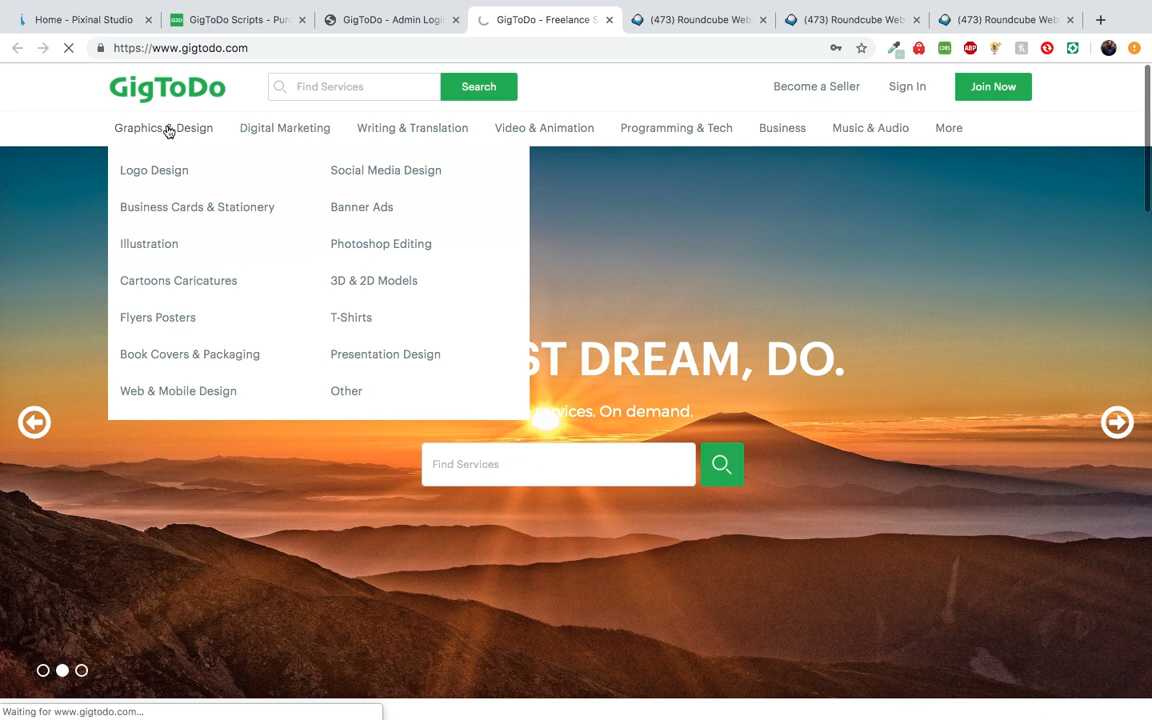 Home - Pixinal Studio
GigToDo Scripts - Pur
GigToDo - Admin Login
GigToDo - Freelance S
(473) Roundcube Web
(473) Roundcube Web
(473) Roundcube Web
https://www.gigtodo.com
GigToDo
Find Services
Search
Become a Seller
Sign In
Join Now
Graphics & Design
Digital Marketing
Writing & Translation
Video & Animation
Programming & Tech
Business
Music & Audio
More
Logo Design
Social Media Design
Business Cards & Stationery
Banner Ads
Illustration
Photoshop Editing
Cartoons Caricatures
3D & 2D Models
Flyers Posters
T-Shirts
Book Covers & Packaging
Presentation Design
Web & Mobile Design
Other
ST DREAM, DO.
services. On demand.
Find Services
Waiting for www.gigtodo.com...